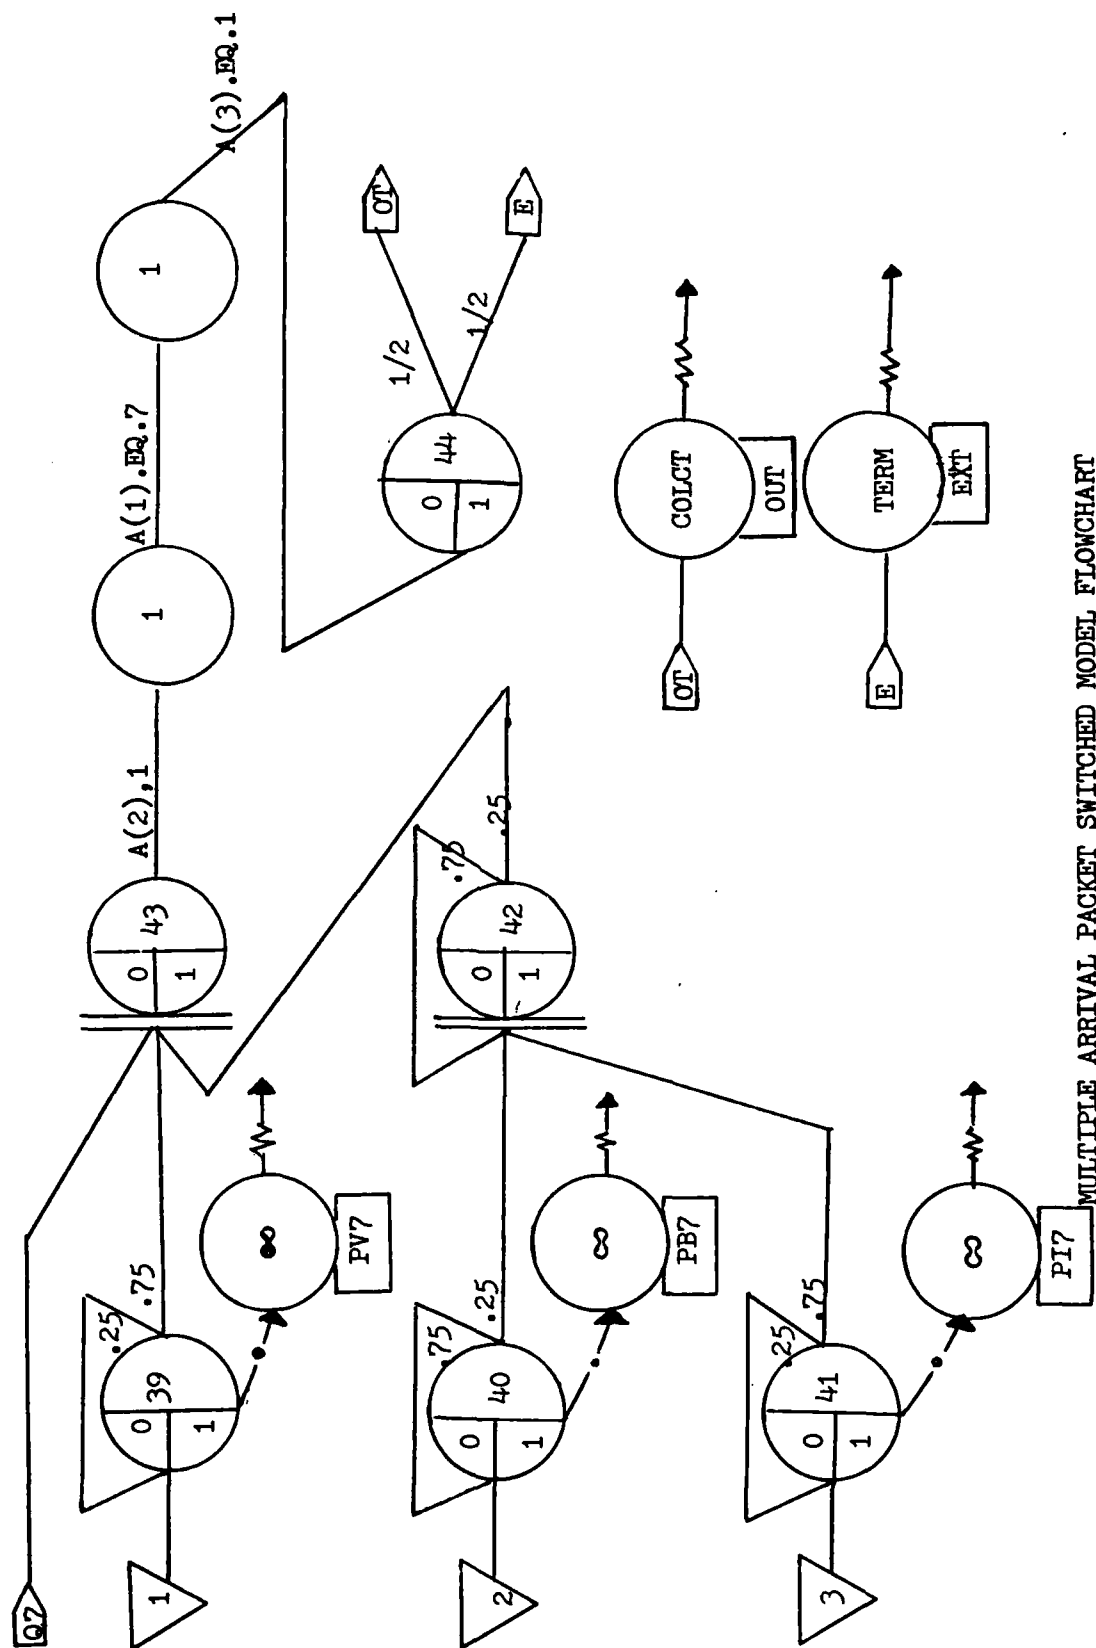 Q7
1
.25
0
39
1
.75
PV7
∞
0
43
1
A(2),1
1
A(1).EQ.7
1
A(3).EQ.1
2
.75
0
40
1
.25
PB7
∞
.75
0
42
1
.25
0
44
1
1/2
1/2
OT
E
3
.25
0
41
1
.75
PI7
∞
OT
COLCT
OUT
E
TERM
EXT
MULTIPLE ARRIVAL PACKET SWITCHED MODEL FLOWCHART